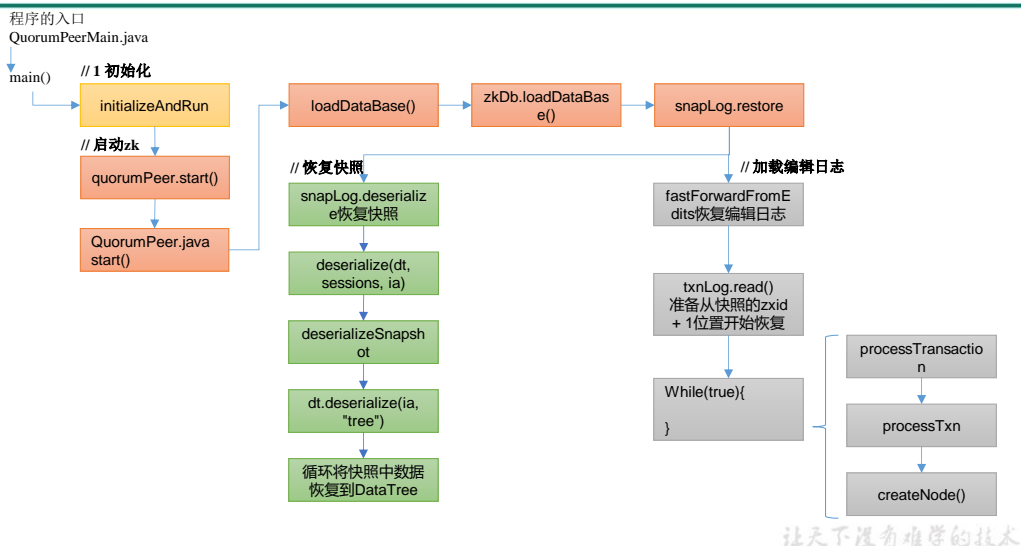 程序的入口
QuorumPeerMain.java
main()
// 1 初始化
initializeAndRun
// 启动zk
quorumPeer.start()
QuorumPeer.java
start()
loadDataBase()
zkDb.loadDataBas
e()
snapLog.restore
// 恢复快照
snapLog.deserializ
e恢复快照
deserialize(dt,
sessions, ia)
deserializeSnapsh
ot
dt.deserialize(ia,
"tree")
循环将快照中数据
恢复到DataTree
// 加载编辑日志
fastForwardFromE
dits恢复编辑日志
txnLog.read()
准备从快照的zxid
+ 1位置开始恢复
While(true){
}
processTransactio
n
processTxn
createNode()
让天下没有难学的技术